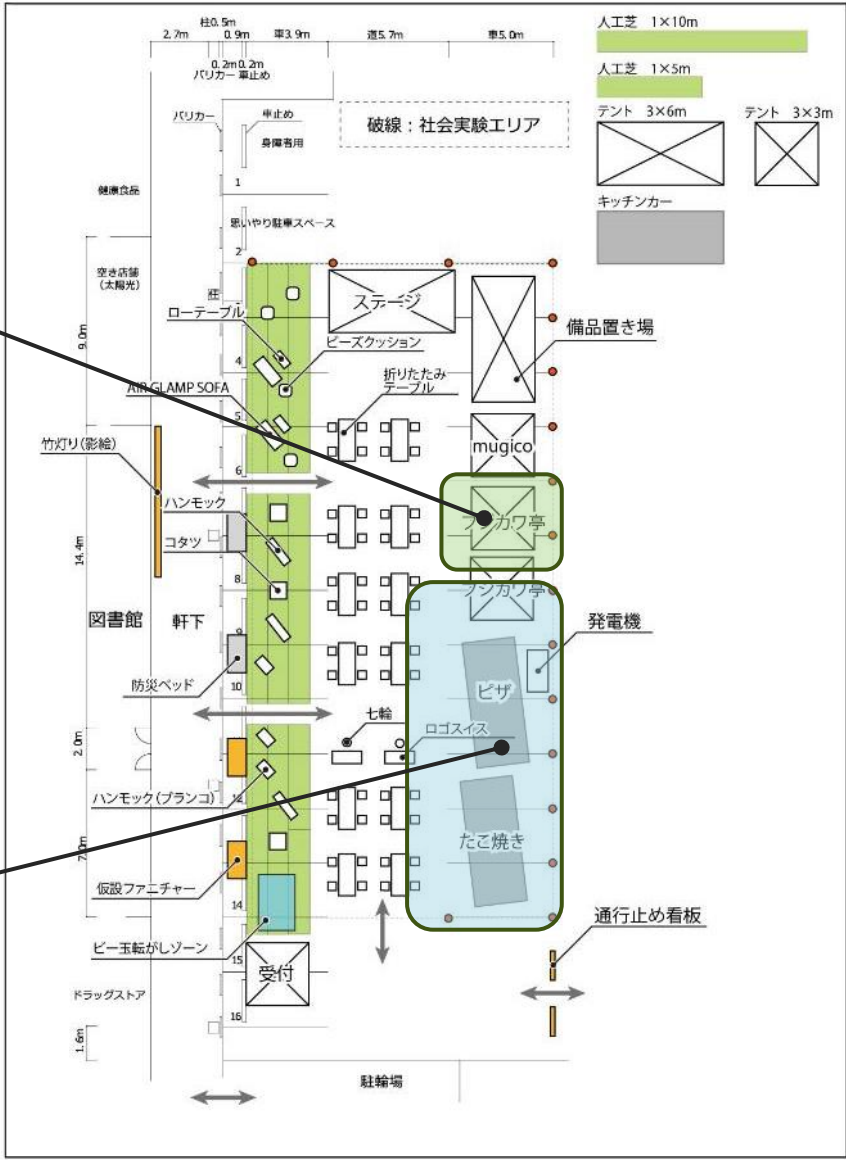 柱0.5m
2.7m
0.9m
車3.9m
道5.7m
車5.0m
0.2m
0.2m
バリカー
車止め
バリカー
車止め
身障者用
破線：社会実験エリア
人工芝 1×10m
人工芝 1×5m
テント 3×6m
テント 3×3m
キッチンカー
健康食品
1
思いやり駐車スペース
2
空き店舗
(太陽光)
9.0m
ステージ
備品置き場
ローテーブル
ビーズクッション
4
折りたたみ
テーブル
AIR GLAMP SOFA
5
mugico
竹灯り(影絵)
6
ハンモック
フジカワ亭
コタツ
14.4m
8
フジカワ亭
図書館
軒下
9
発電機
防災ベッド
10
ピザ
七輪
ロゴスイス
2.0m
ハンモック(ブランコ)
たこ焼き
7.0m
仮設ファニチャー
14
通行止め看板
ビー玉転がしゾーン
15
受付
ドラッグストア
16
1.6m
駐輪場